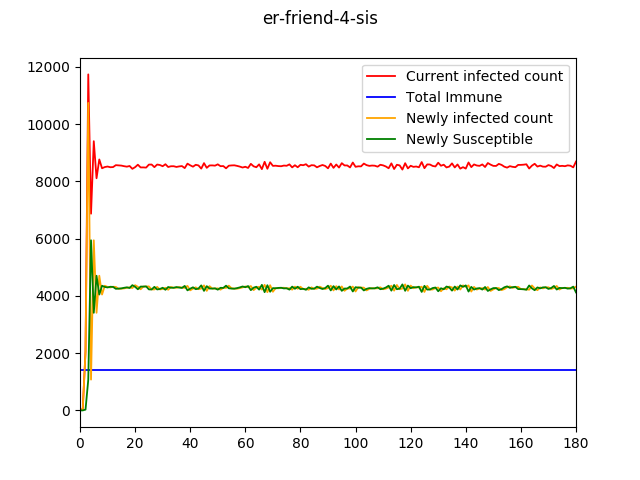 er-friend-4-sis
12000
10000
8000
6000
4000
2000
0
0 20 40 60 80 100 120 140 160 180
Current infected count
Total Immune
Newly infected count
Newly Susceptible